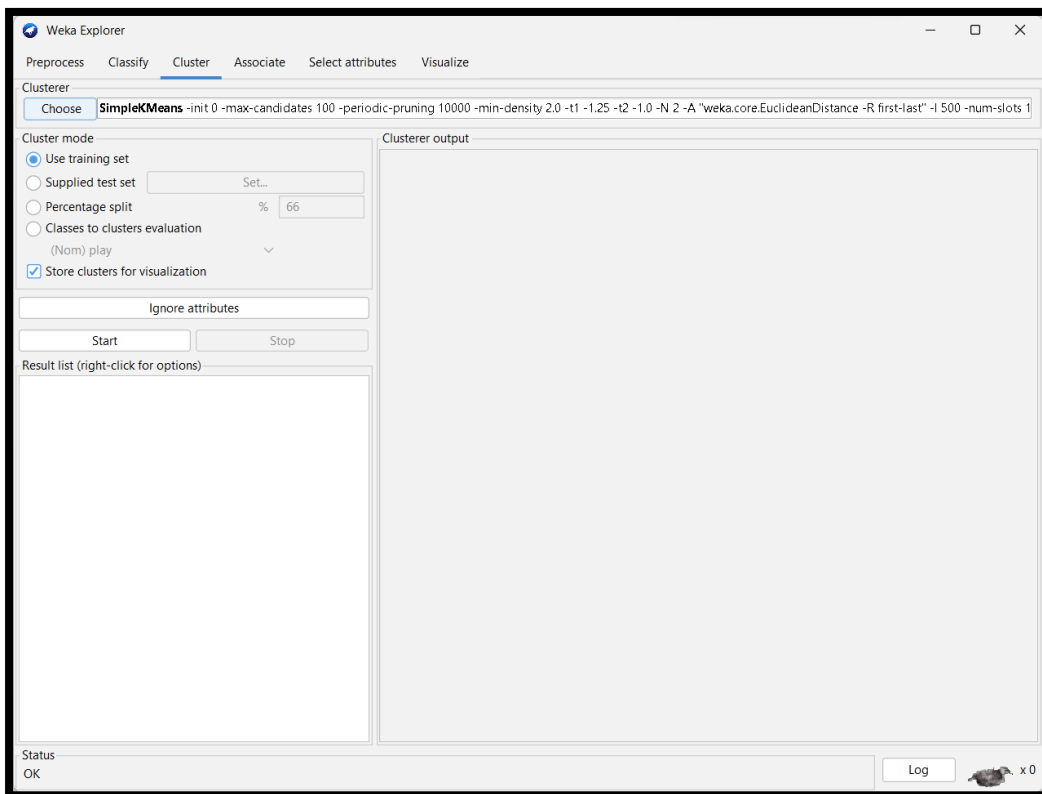 Weka Explorer
Preprocess Classify Cluster Associate Select attributes Visualize
Clusterer
Choose SimpleKMeans -init 0 -max-candidates 100 -periodic-pruning 10000 -min-density 2.0 -t1 -1.25 -t2 -1.0 -N 2 -A "weka.core.EuclideanDistance -R first-last" -I 500 -num-slots 1
Cluster mode
Use training set
Supplied test set Set...
Percentage split % 66
Classes to clusters evaluation
(Nom) play
Store clusters for visualization
Ignore attributes
Start Stop
Result list (right-click for options)
Clusterer output
Status
OK
Log x 0